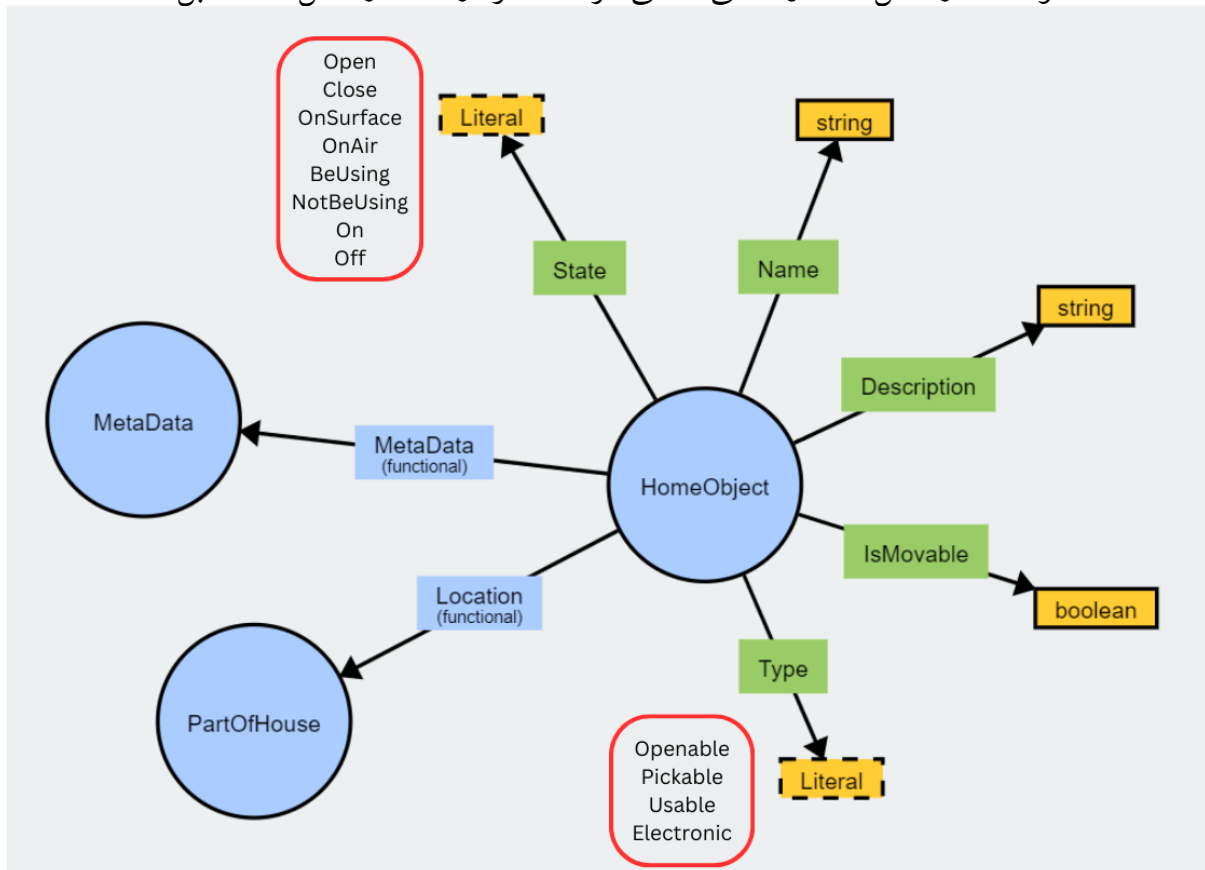 Open
Close
OnSurface
OnAir
BeUsing
NotBeUsing
On
Off
Literal
string
State
Name
string
Description
MetaData
MetaData
(functional)
HomeObject
IsMovable
Location
(functional)
boolean
Type
PartOfHouse
Openable
Pickable
Usable
Electronic
Literal